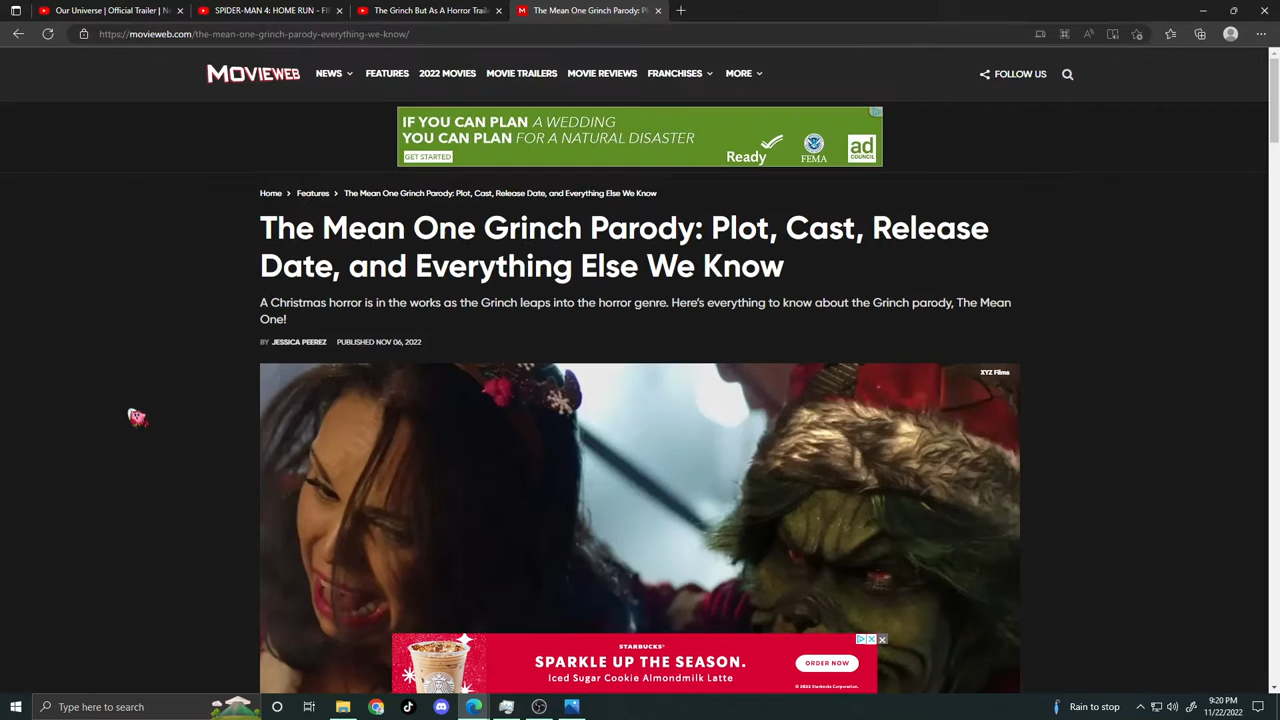 Our Universe | Official Trailer | N
SPIDER-MAN 4: HOME RUN - FI
The Grinch But As A Horror Traile
The Mean One Grinch Parody: Pl
https://movieweb.com/the-mean-one-grinch-parody-everything-we-know/
MOVIEWEB
NEWS
FEATURES
2022 MOVIES
MOVIE TRAILERS
MOVIE REVIEWS
FRANCHISES
MORE
FOLLOW US
IF YOU CAN PLAN A WEDDING
YOU CAN PLAN FOR A NATURAL DISASTER
GET STARTED
Ready
FEMA
ad
COUNCIL
Home > Features > The Mean One Grinch Parody: Plot, Cast, Release Date, and Everything Else We Know
The Mean One Grinch Parody: Plot, Cast, Release
Date, and Everything Else We Know
A Christmas horror is in the works as the Grinch leaps into the horror genre. Here's everything to know about the Grinch parody, The Mean
One!
BY JESSICA PEEREZ PUBLISHED NOV 06, 2022
XYZ Films
STARBUCKS®
SPARKLE UP THE SEASON.
Iced Sugar Cookie Almondmilk Latte
ORDER NOW
© 2022 Starbucks Corporation.
Type here to search
Rain to stop
9:20 PM
11/22/2022